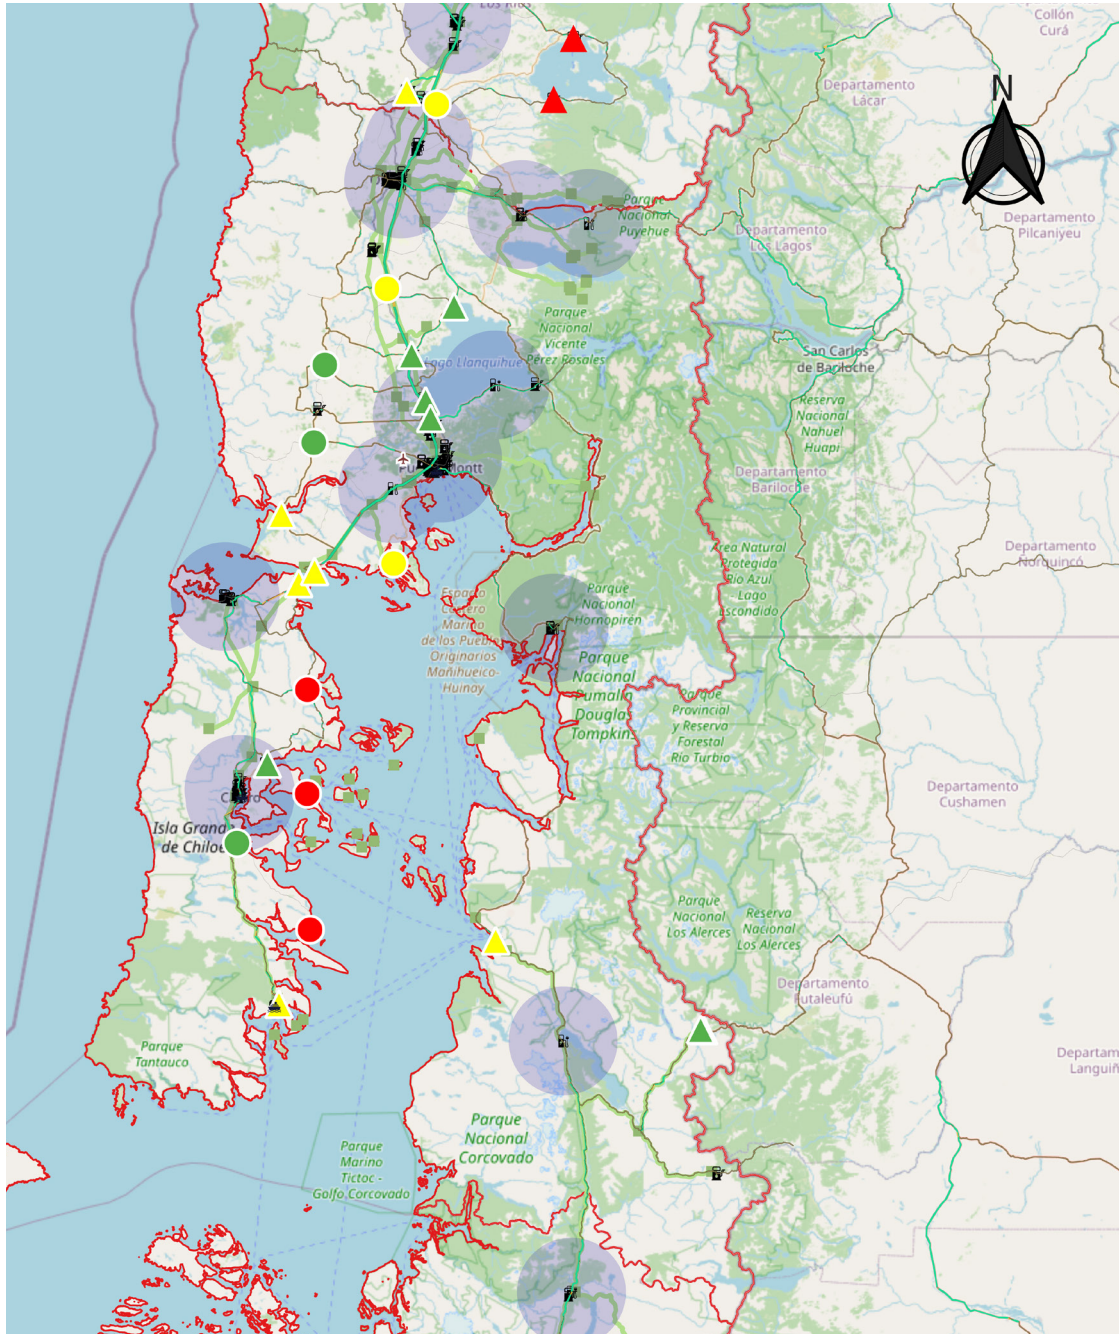 Los Ríos
Collón
Curá
Departamento
Lácar
N
Parque
Nacional
Puyehue
Departamento
Los Lagos
Departamento
Pilcaniyeu
Parque
Nacional
Vicente
Pérez Rosales
Lago Llanquihue
San Carlos
de Bariloche
Reserva
Nacional
Nahuel
Huapi
Departamento
Bariloche
Área Natural
Protegida
Río Azul
- Lago
Escondido
Departamento
Ñorquincó
Espacio
Costero
Marino
de los Pueblo
Originarios
Mañihueico-
Huinay
Parque
Nacional
Hornopirén
Parque
Nacional
Pumalín
Douglas
Tompkins
Parque
Provincial
y Reserva
Forestal
Río Turbio
Departamento
Cushamen
Isla Grande
de Chiloé
Parque
Nacional
Los Alerces
Reserva
Nacional
Los Alerces
Departamento
Futaleufú
Parque
Tantauco
Departam
Languiñ
Parque
Nacional
Corcovado
Parque
Marino
Tictoc -
Golfo Corcovado